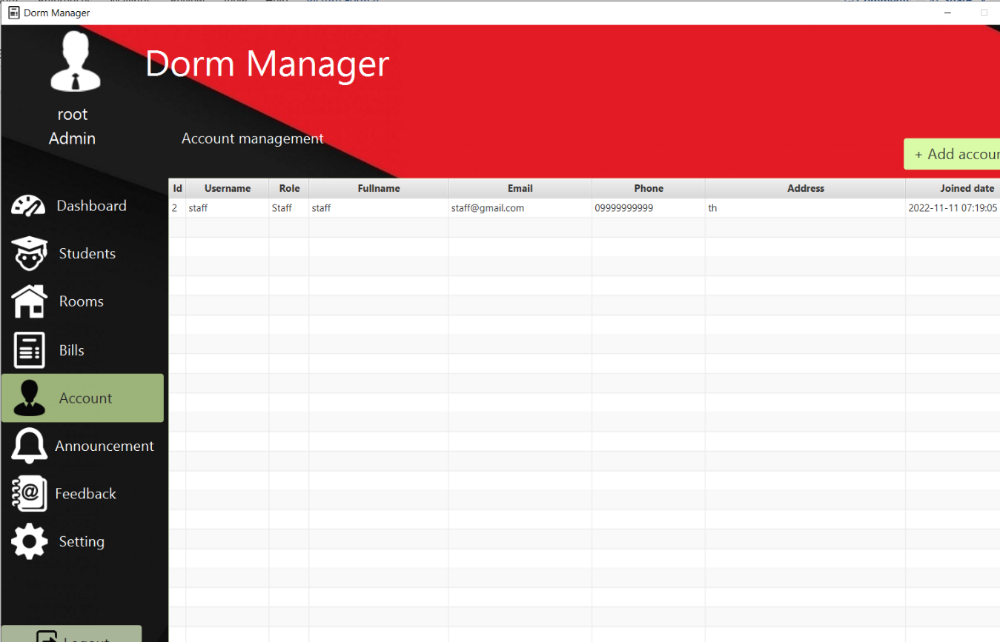 Dorm Manager
Dorm Manager
root
Admin
Account management
+ Add accour
Id Username Role Fullname Email Phone Address Joined date
2 staff Staff staff staff@gmail.com 09999999999 th 2022-11-11 07:19:05
Dashboard
Students
Rooms
Bills
Account
Announcement
Feedback
Setting
Logout